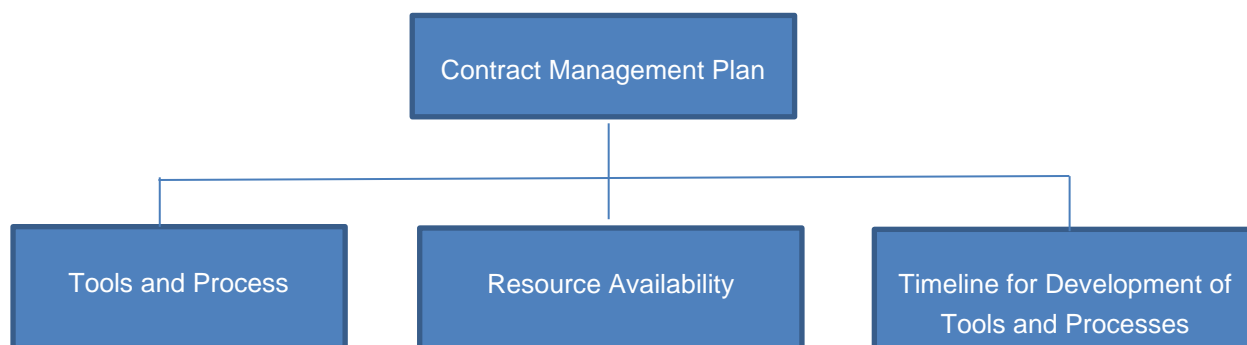 Contract Management Plan
Tools and Process
Resource Availability
Timeline for Development of
Tools and Processes